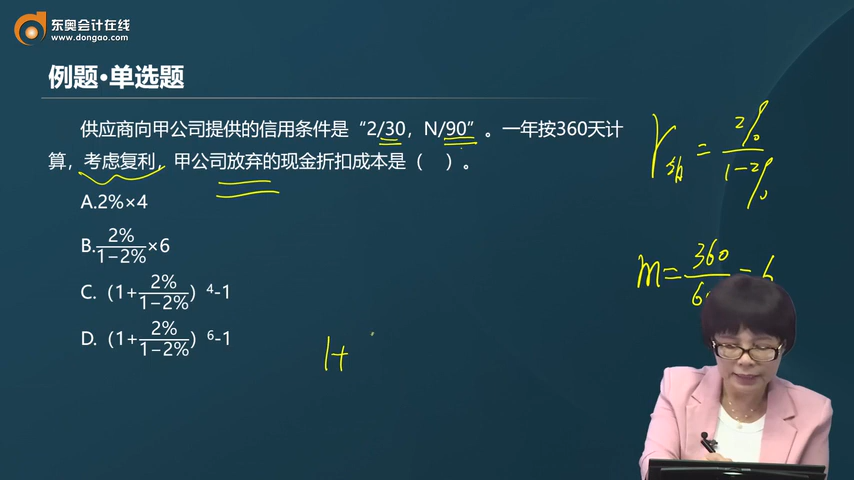 东奥会计在线
www.dongao.com
例题•单选题
供应商向甲公司提供的信用条件是“2/30，N/90”。一年按360天计
算，考虑复利，甲公司放弃的现金折扣成本是（　）。
A.2%×4
B.2%/1−2%×6
C.（1+2%/1−2%）4-1
D.（1+2%/1−2%）6-1
r = 2%/1-2%
m=360/6 = 6
1+